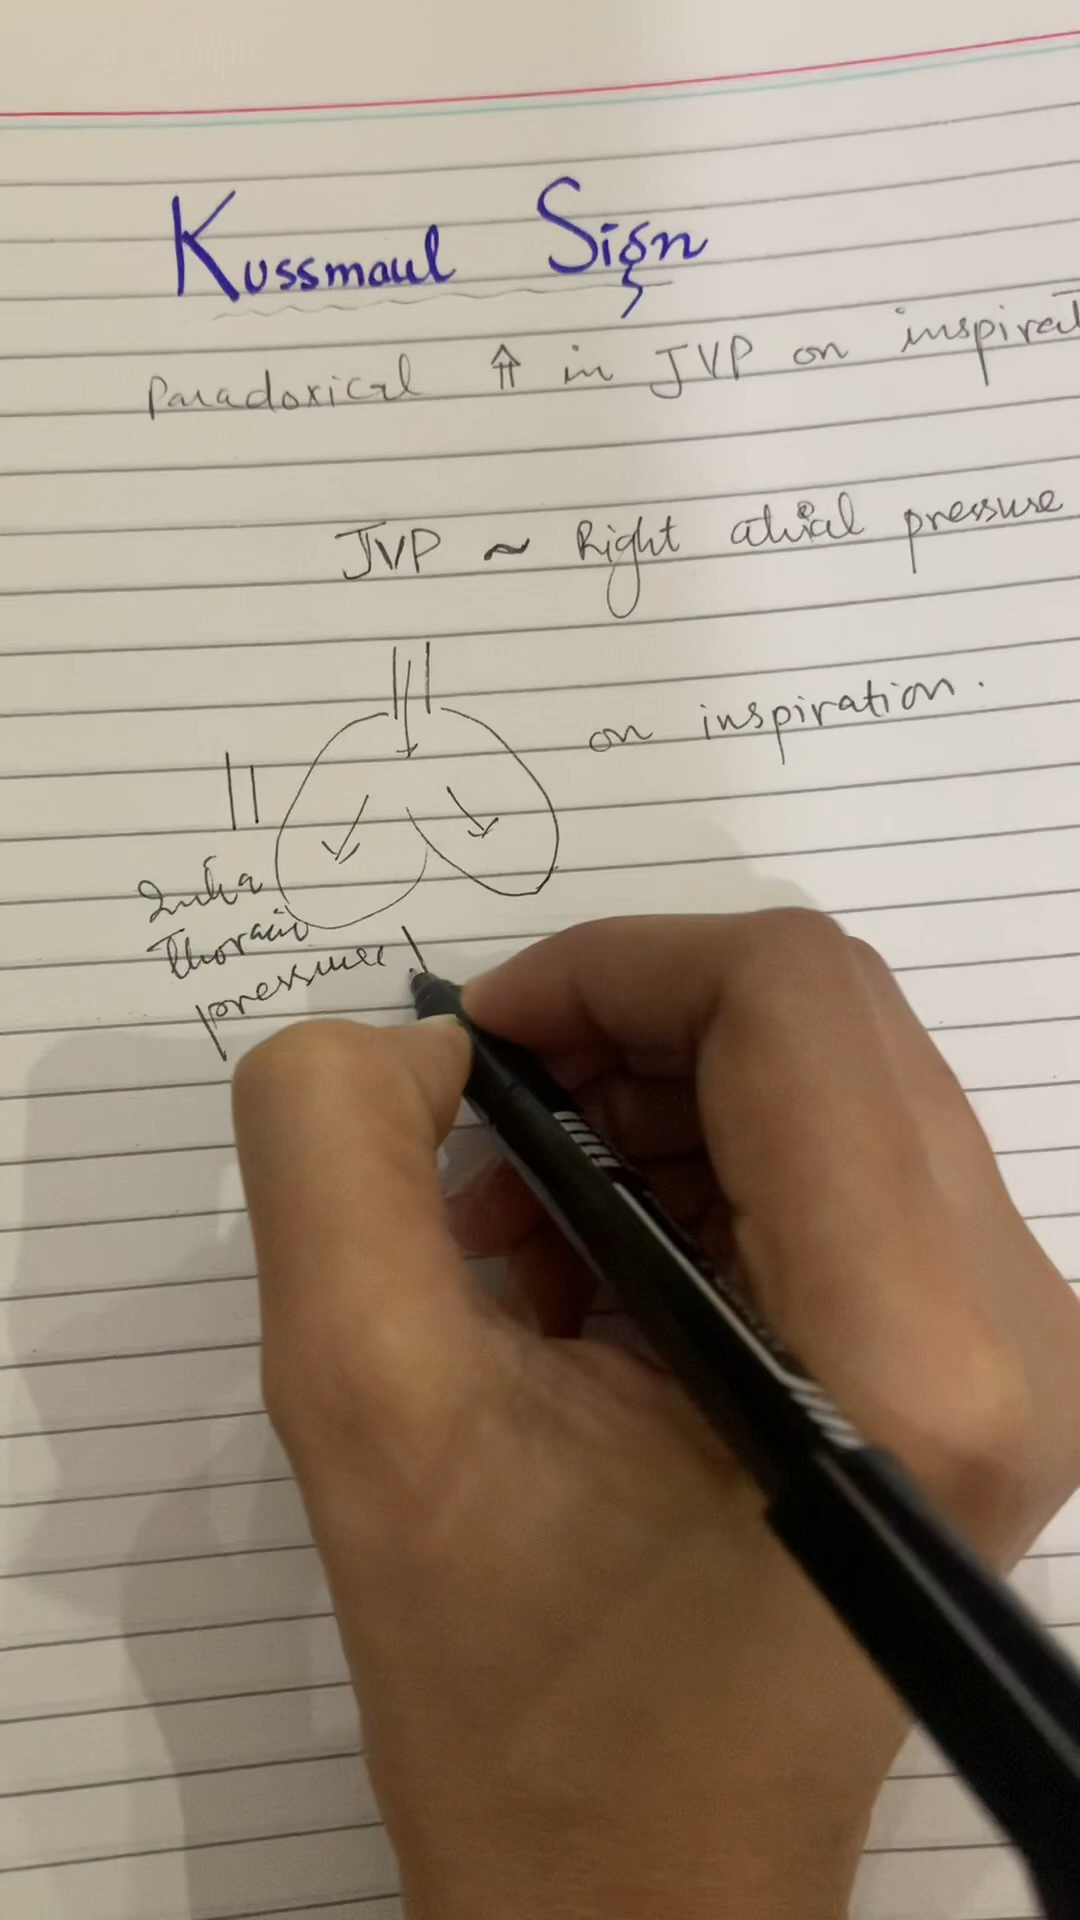 Kussmaul Sign
Paradoxical ⇑ in JVP on inspirat
JVP ~ Right atrial pressure
on inspiration.
Intra
Thoracic
pressure